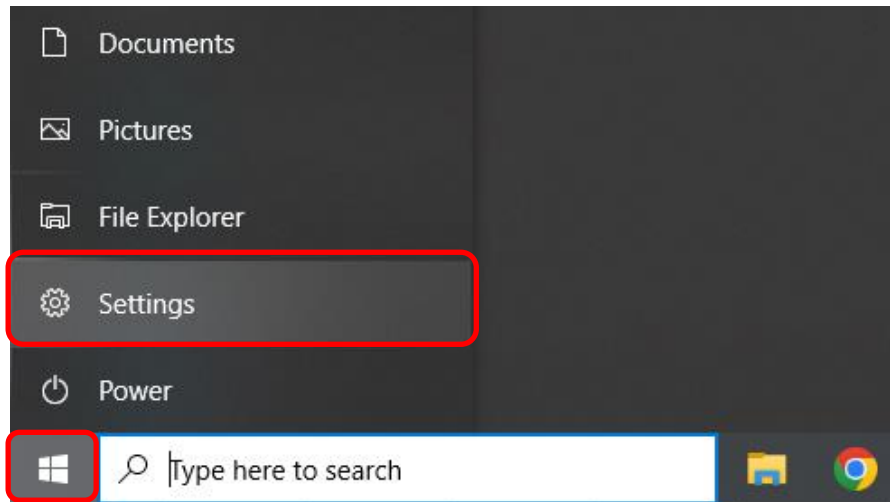 Documents
Pictures
File Explorer
Settings
Power
Type here to search